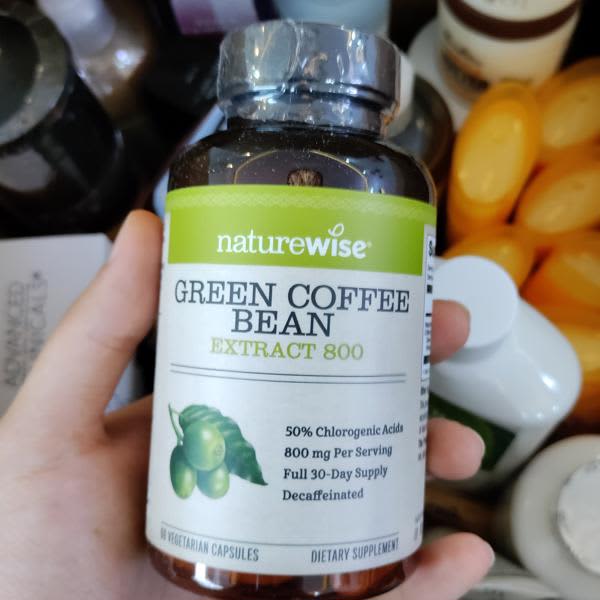 naturewise®
GREEN COFFEE
BEAN
EXTRACT 800
50% Chlorogenic Acids
800 mg Per Serving
Full 30-Day Supply
Decaffeinated
60 VEGETARIAN CAPSULES
DIETARY SUPPLEMENT
ADVANCED